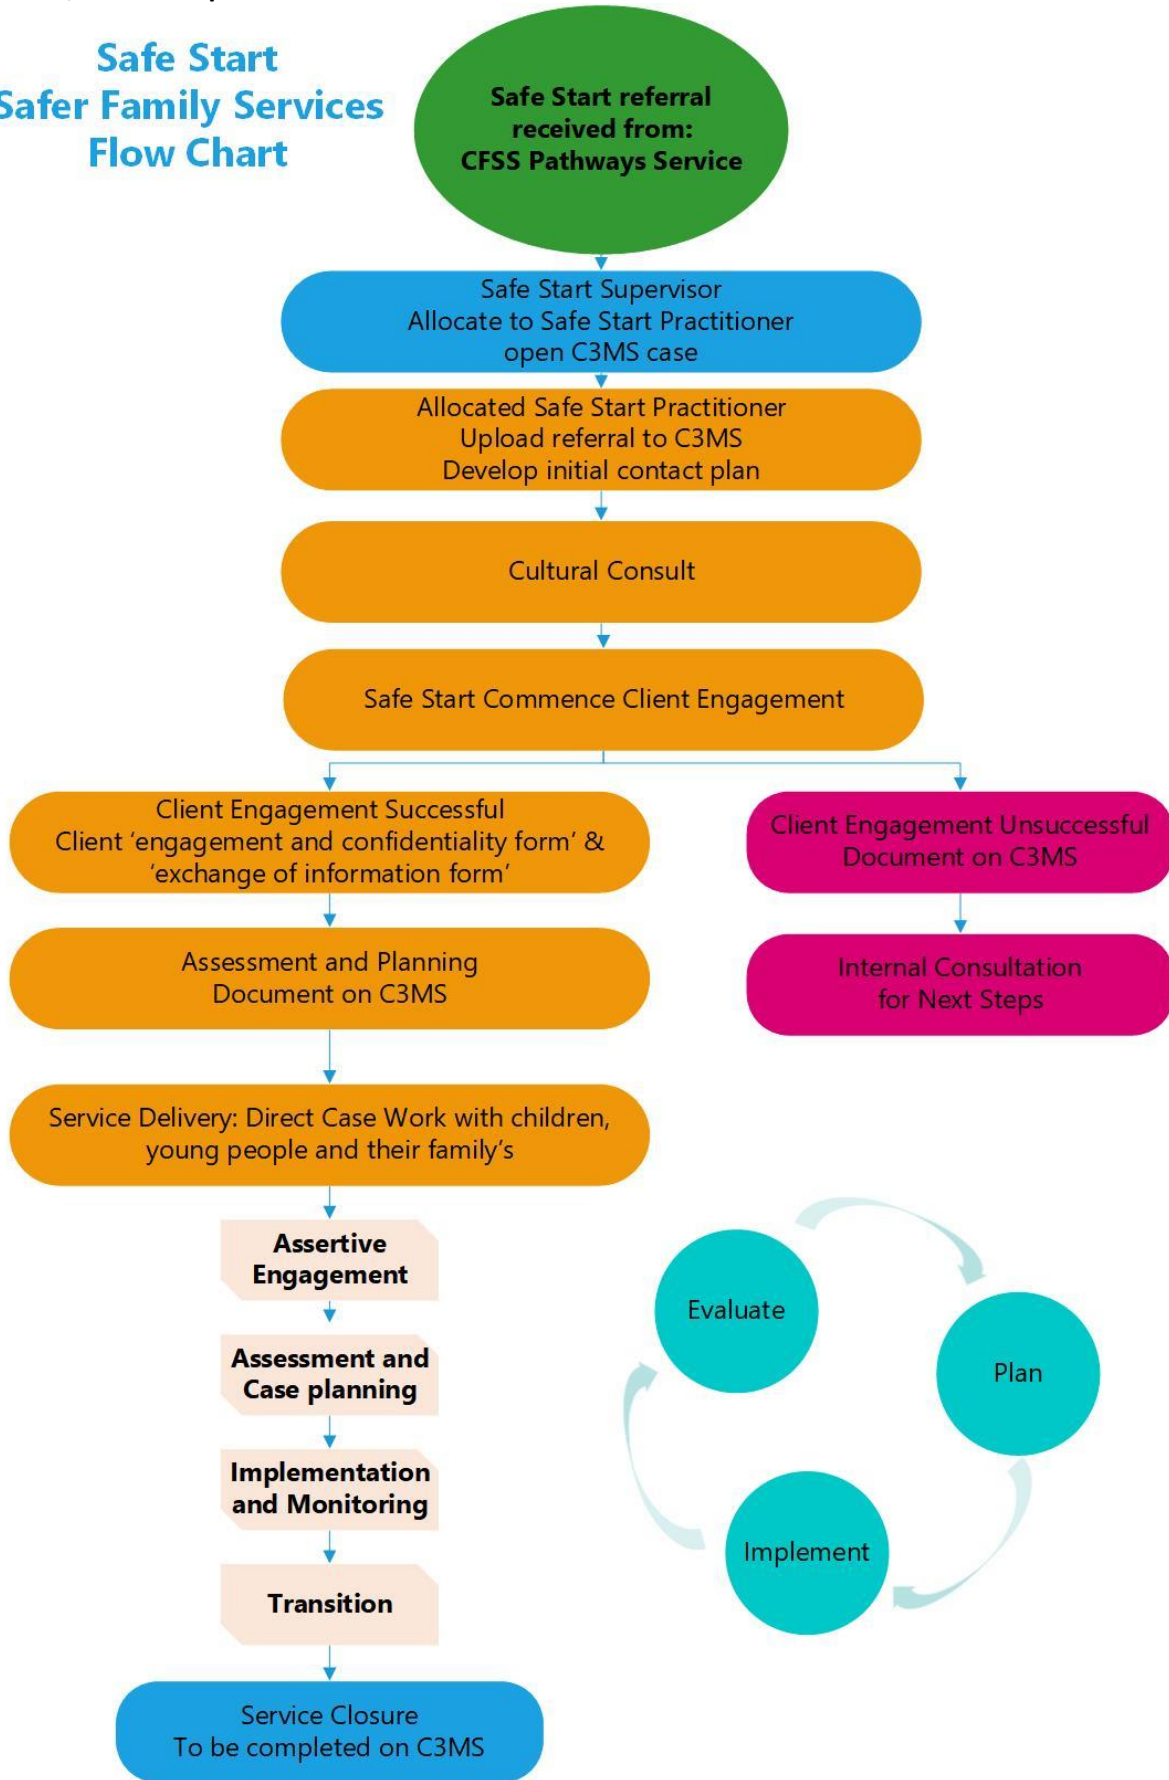 Safe Start
Safer Family Services
Flow Chart
Safe Start referral
received from:
CFSS Pathways Service
Safe Start Supervisor
Allocate to Safe Start Practitioner
open C3MS case
Allocated Safe Start Practitioner
Upload referral to C3MS
Develop initial contact plan
Cultural Consult
Safe Start Commence Client Engagement
Client Engagement Successful
Client ‘engagement and confidentiality form’ &
‘exchange of information form’
Client Engagement Unsuccessful
Document on C3MS
Assessment and Planning
Document on C3MS
Internal Consultation
for Next Steps
Service Delivery: Direct Case Work with children,
young people and their family’s
Assertive
Engagement
Assessment and
Case planning
Implementation
and Monitoring
Transition
Service Closure
To be completed on C3MS
Evaluate
Plan
Implement